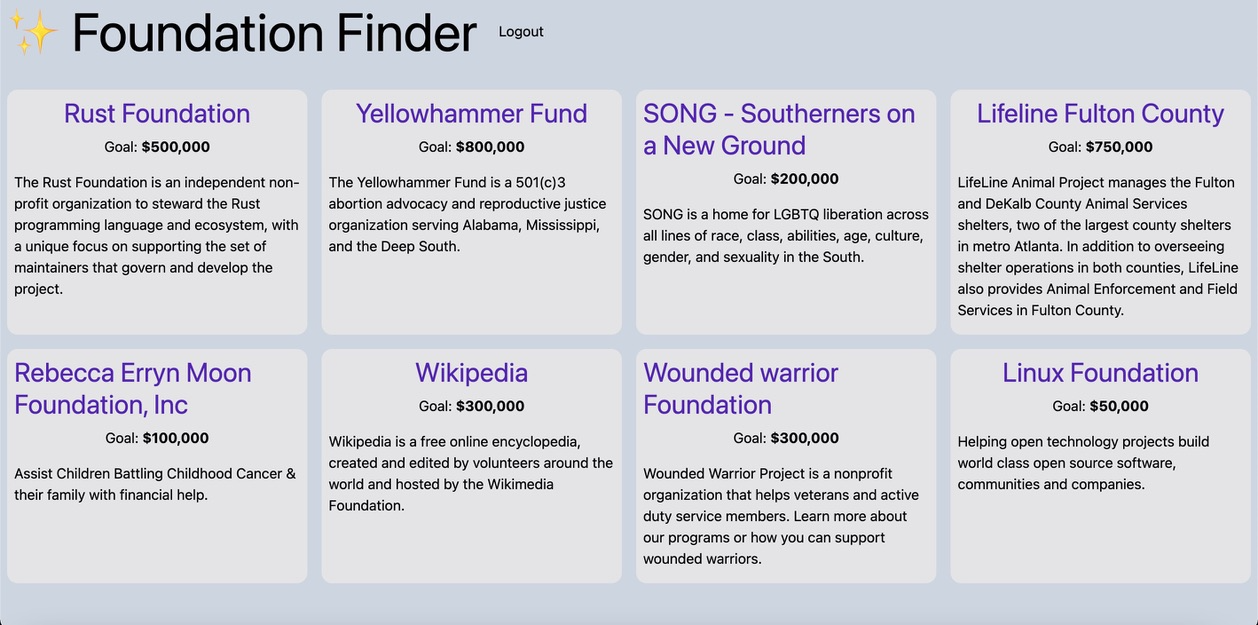 ✨ Foundation Finder Logout
Rust Foundation
Goal: $500,000
The Rust Foundation is an independent non-
profit organization to steward the Rust
programming language and ecosystem, with
a unique focus on supporting the set of
maintainers that govern and develop the
project.
Yellowhammer Fund
Goal: $800,000
The Yellowhammer Fund is a 501(c)3
abortion advocacy and reproductive justice
organization serving Alabama, Mississippi,
and the Deep South.
SONG - Southerners on
a New Ground
Goal: $200,000
SONG is a home for LGBTQ liberation across
all lines of race, class, abilities, age, culture,
gender, and sexuality in the South.
Lifeline Fulton County
Goal: $750,000
LifeLine Animal Project manages the Fulton
and DeKalb County Animal Services
shelters, two of the largest county shelters
in metro Atlanta. In addition to overseeing
shelter operations in both counties, LifeLine
also provides Animal Enforcement and Field
Services in Fulton County.
Rebecca Erryn Moon
Foundation, Inc
Goal: $100,000
Assist Children Battling Childhood Cancer &
their family with financial help.
Wikipedia
Goal: $300,000
Wikipedia is a free online encyclopedia,
created and edited by volunteers around the
world and hosted by the Wikimedia
Foundation.
Wounded warrior
Foundation
Goal: $300,000
Wounded Warrior Project is a nonprofit
organization that helps veterans and active
duty service members. Learn more about
our programs or how you can support
wounded warriors.
Linux Foundation
Goal: $50,000
Helping open technology projects build
world class open source software,
communities and companies.